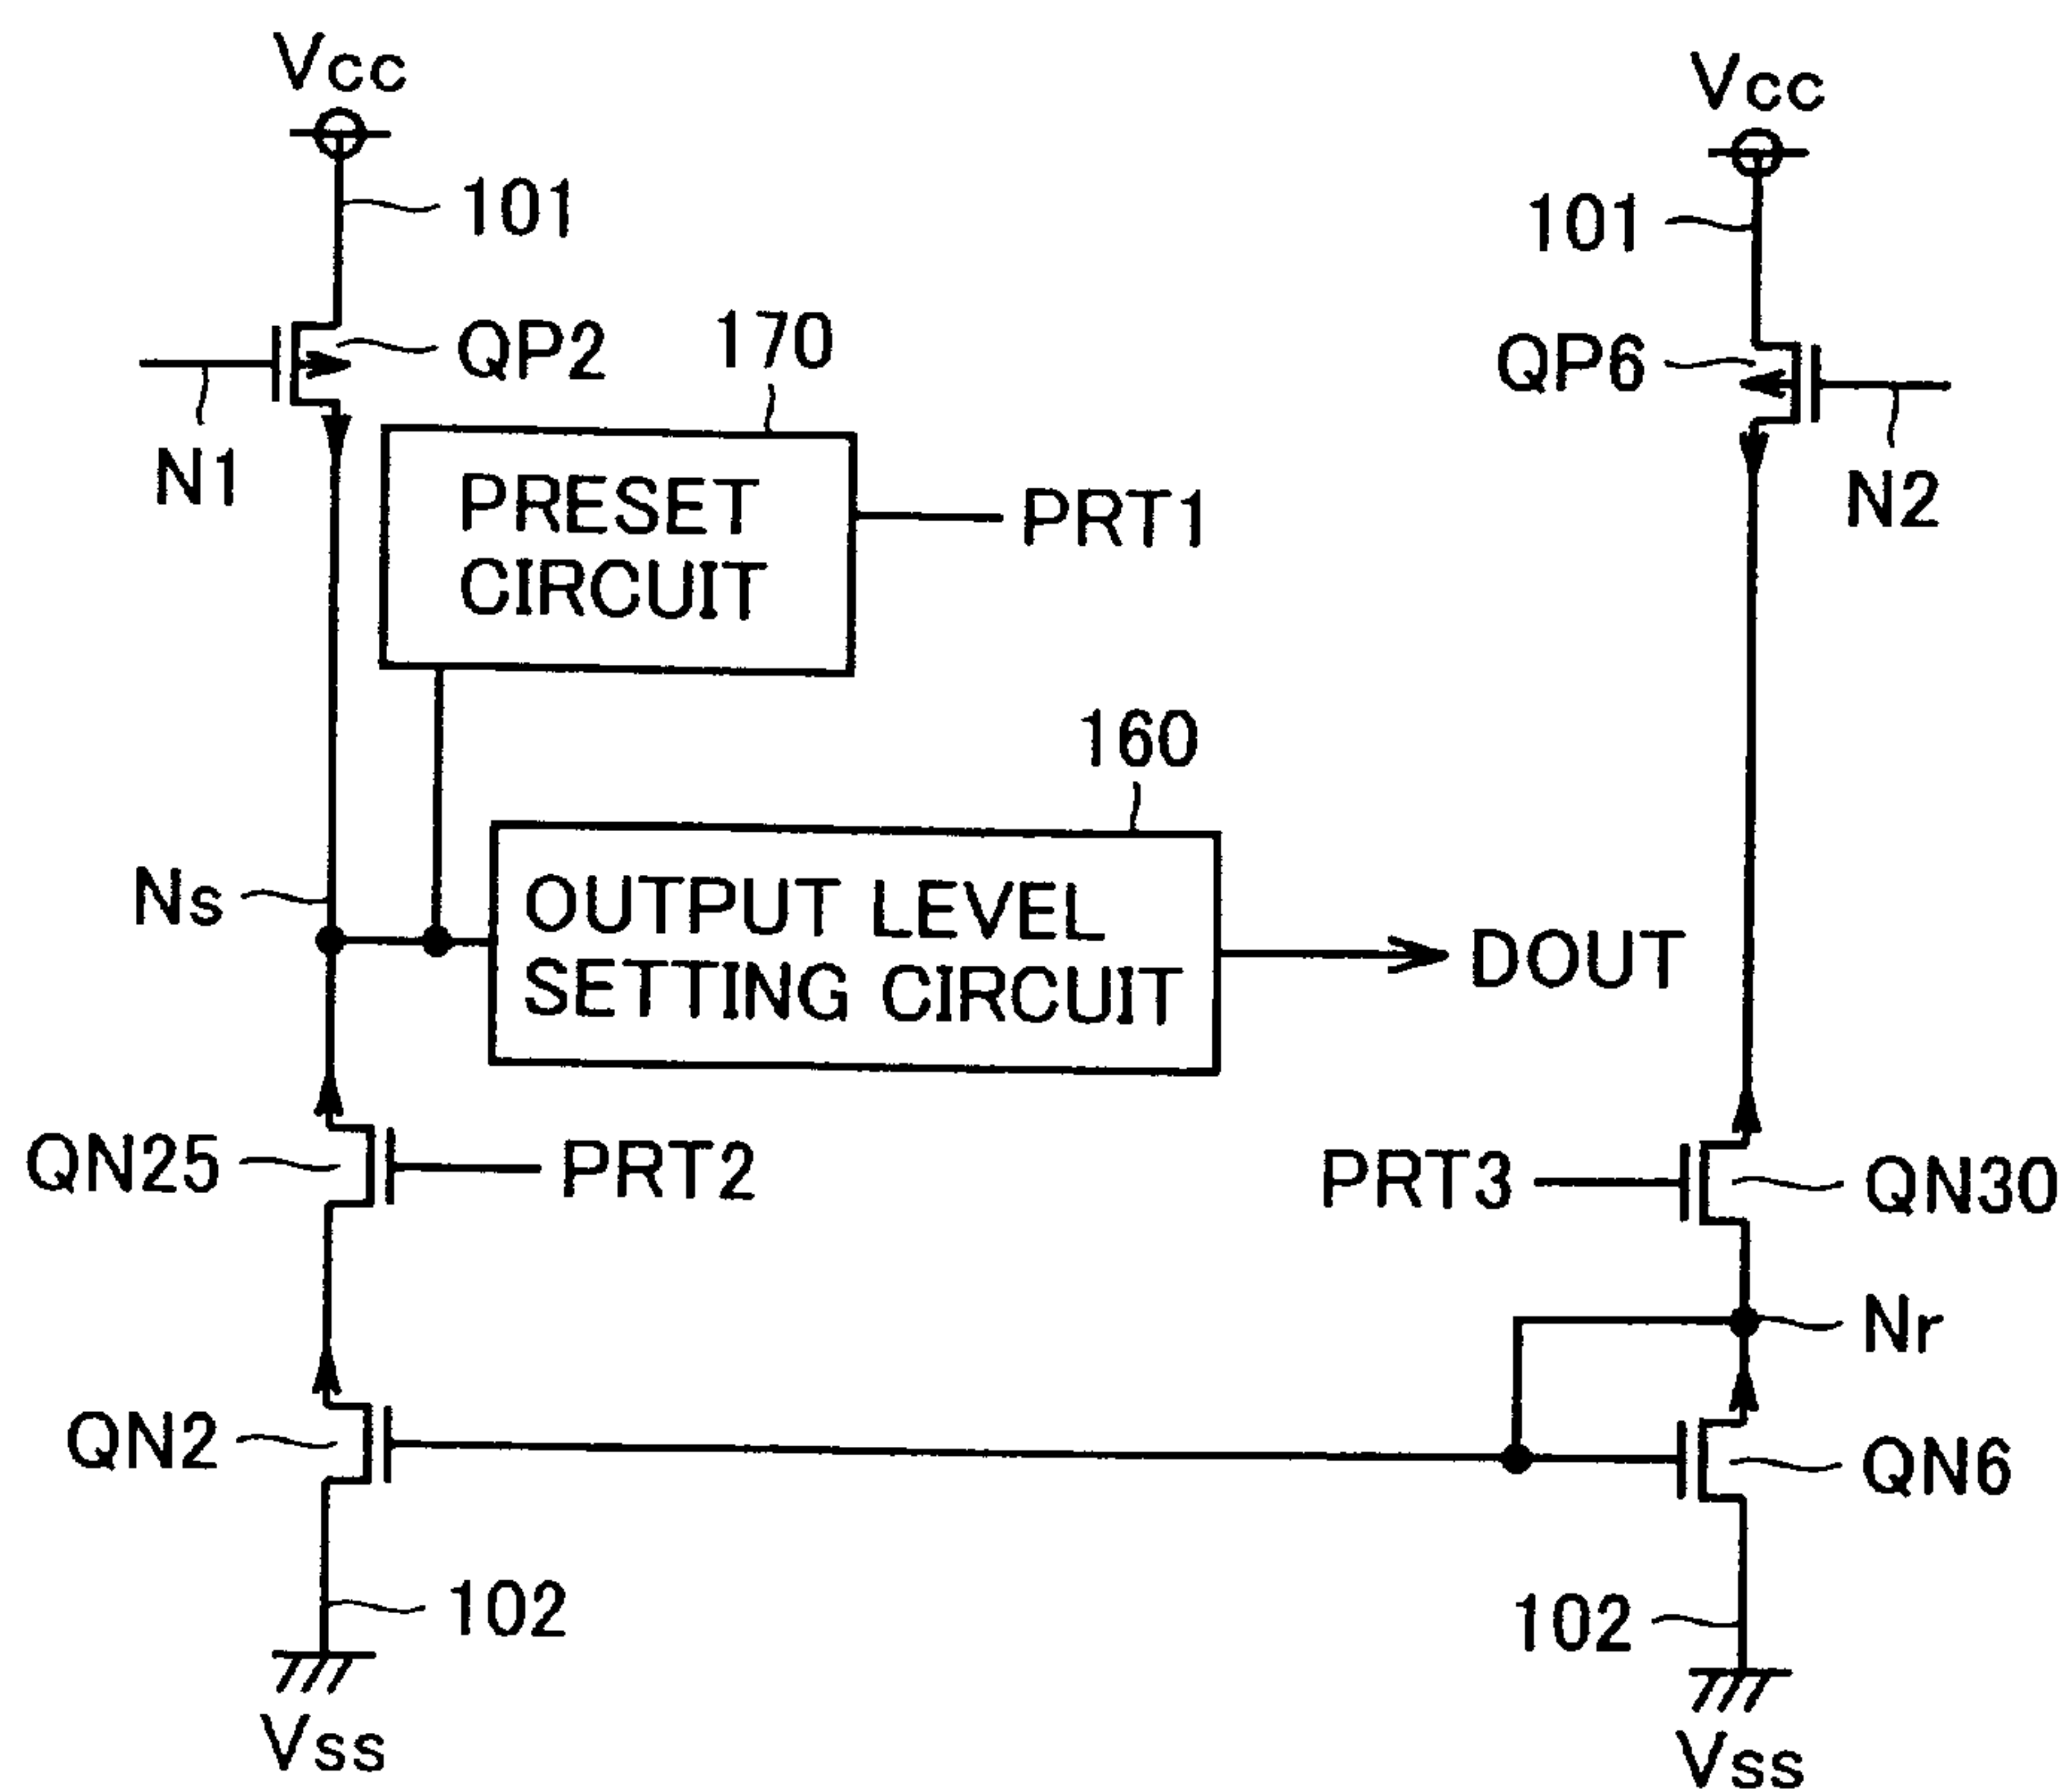 Vcc
Vcc
101
101
QP2
170
QP6
N1
PRESET
CIRCUIT
PRT1
N2
160
Ns
OUTPUT LEVEL
SETTING CIRCUIT
DOUT
QN25
PRT2
PRT3
QN30
Nr
QN2
QN6
102
102
Vss
Vss